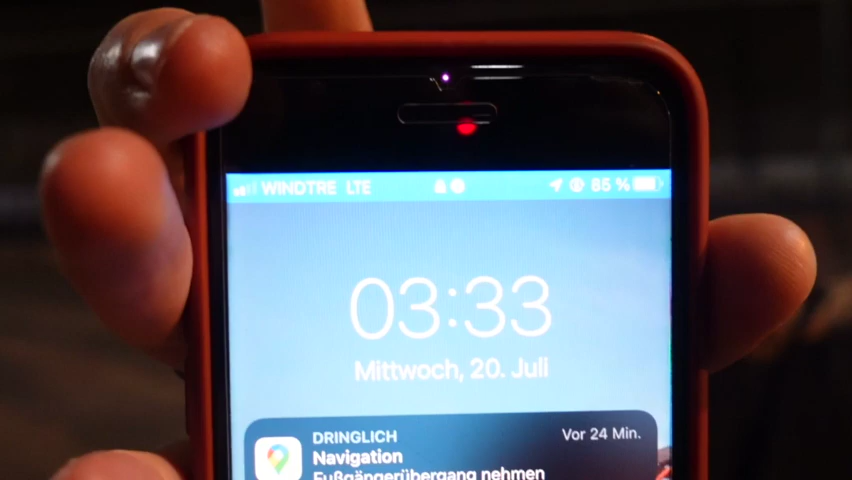 WINDTRE LTE 85 %
03:33
Mittwoch, 20. Juli
DRINGLICH Vor 24 Min.
Navigation
Fußgängerübergang nehmen